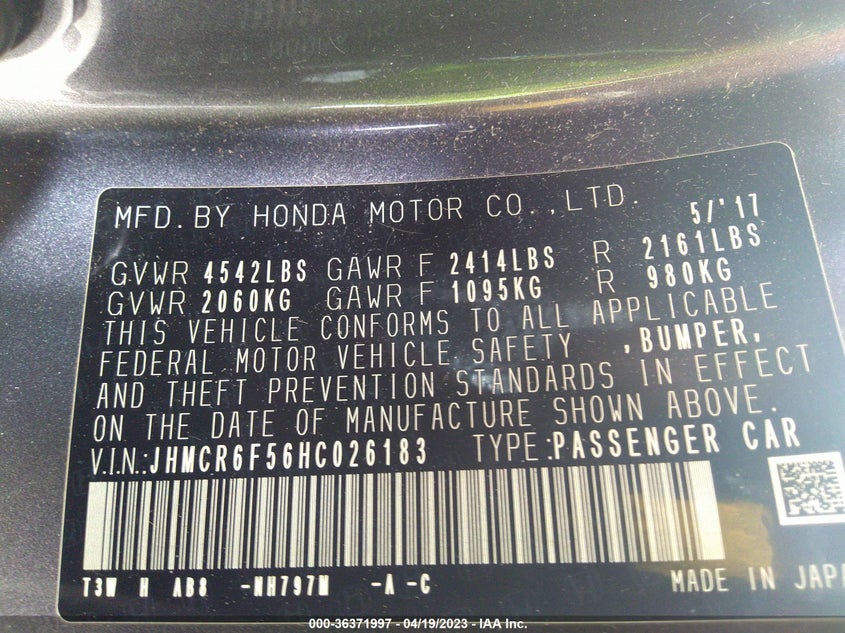 MFD. BY HONDA MOTOR CO., LTD. 5/'17
GVWR 4542LBS GAWR F 2414LBS R 2161LBS
GVWR 2060KG GAWR F 1095KG R 980KG
THIS VEHICLE CONFORMS TO ALL APPLICABLE
FEDERAL MOTOR VEHICLE SAFETY ,BUMPER,
AND THEFT PREVENTION STANDARDS IN EFFECT
ON THE DATE OF MANUFACTURE SHOWN ABOVE.
V.I.N.:JHMCR6F56HC026183 TYPE:PASSENGER CAR
T3W H AB8 -NH797M -A -C MADE IN
000-36371997 - 04/19/2023 - IAA Inc.